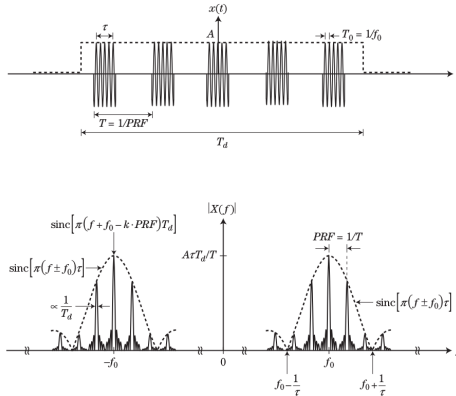 x(t)
τ
A
T₀ = 1/f₀
T = 1/PRF
T_d
|X(f)|
sinc[π(f + f₀ − k·PRF)T_d]
PRF = 1/T
AτT_d/T
sinc[π(f ± f₀)τ]
sinc[π(f ± f₀)τ]
∝ 1/T_d
−f₀
0
f₀
f₀ − 1/τ
f₀ + 1/τ